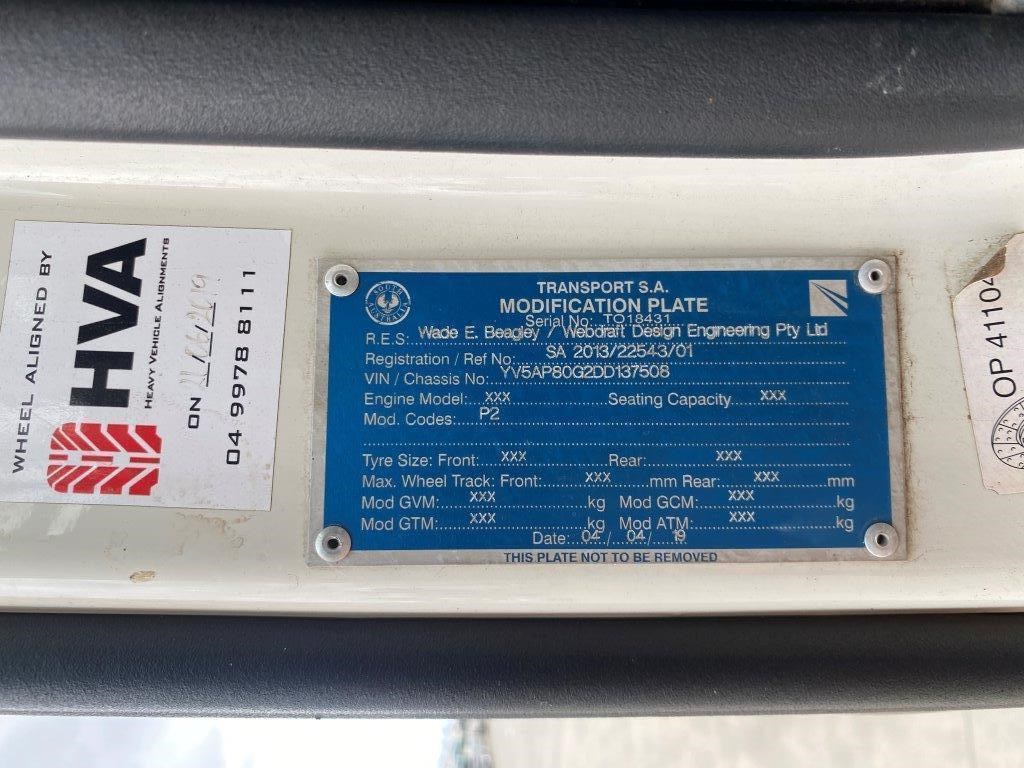 WHEEL ALIGNED BY
HVA
HEAVY VEHICLE ALIGNMENTS
ON
04 9978 8111
SOUTH AUSTRALIA
TRANSPORT S.A.
MODIFICATION PLATE
Serial No: TO18431
R.E.S: Wade E. Beagley / Webdraft Design Engineering Pty Ltd
Registration / Ref No: SA 2013/22543/01
VIN / Chassis No: YV5AP80G2DD137508
Engine Model: XXX Seating Capacity XXX
Mod. Codes: P2
Tyre Size: Front: XXX Rear: XXX
Max. Wheel Track: Front: XXX mm Rear: XXX mm
Mod GVM: XXX kg Mod GCM: XXX kg
Mod GTM: XXX kg Mod ATM: XXX kg
Date: 04 / 04 / 19
THIS PLATE NOT TO BE REMOVED
OP 41104